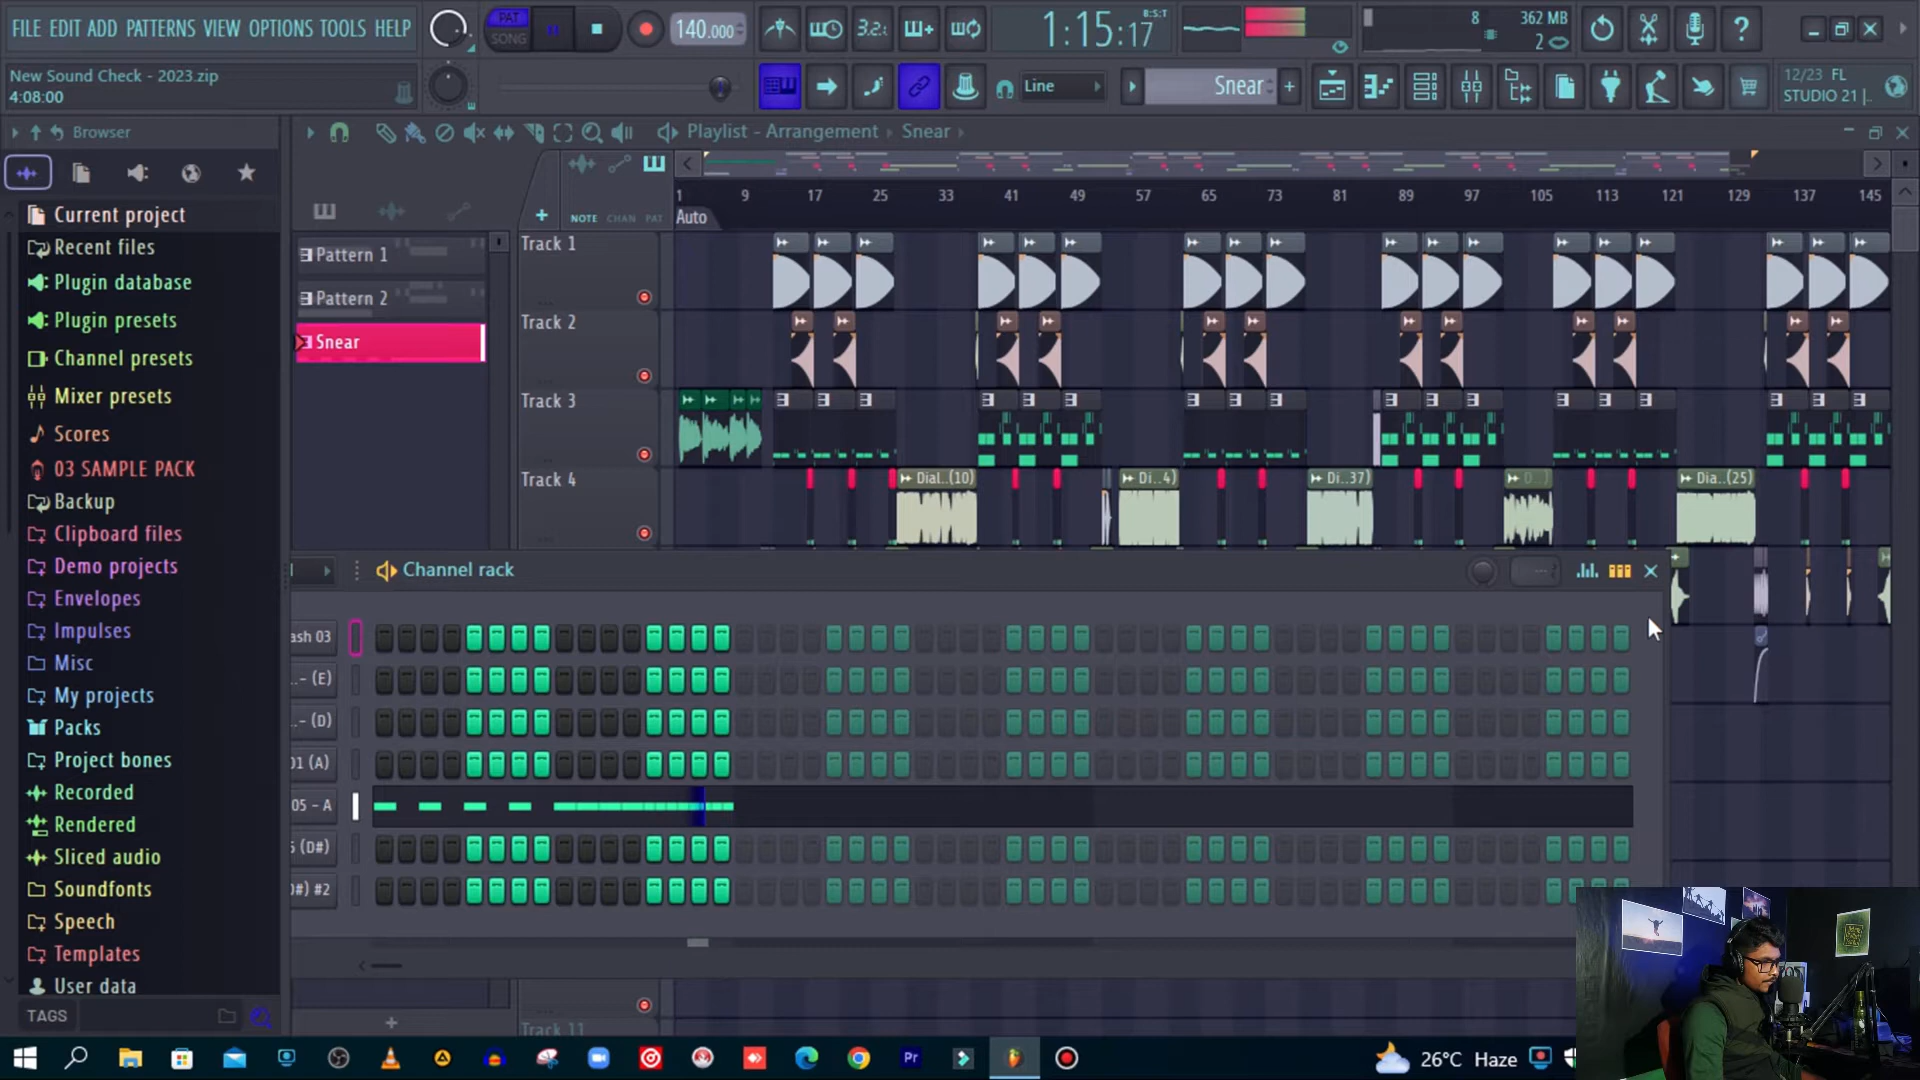 FILE EDIT ADD PATTERNS VIEW OPTIONS TOOLS HELP
PAT
SONG
140.000
3.2.
1:15:17
B:S:T
8
362 MB
2
New Sound Check - 2023.zip
4:08:00
Line
Snear
12/23 FL
STUDIO 21 |..
Browser
Playlist - Arrangement
Snear
Current project
Recent files
Plugin database
Plugin presets
Channel presets
Mixer presets
Scores
03 SAMPLE PACK
Backup
Clipboard files
Demo projects
Envelopes
Impulses
Misc
My projects
Packs
Project bones
Recorded
Rendered
Sliced audio
Soundfonts
Speech
Templates
User data
TAGS
Pattern 1
Pattern 2
Snear
NOTE CHAN PAT
1 9 17 25 33 41 49 57 65 73 81 89 97 105 113 121 129 137 145
Auto
Track 1
Track 2
Track 3
Track 4
Dial..(10)
Di...4)
Di...37)
D..)
Dia...(25)
Channel rack
ash 03
..- (E)
..- (D)
01 (A)
05 - A
(D#)
#) #2
Track 11
Pr
26°C Haze